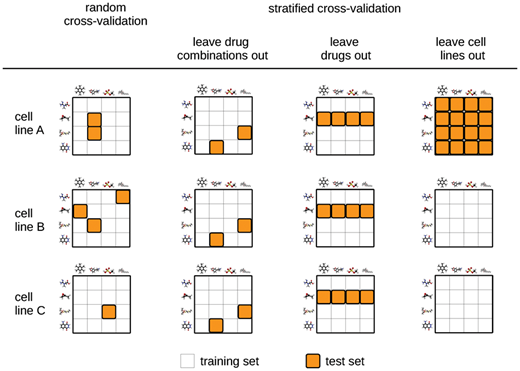 random
cross-validation
stratified cross-validation
leave drug
combinations out
leave
drugs out
leave cell
lines out
cell
line A
cell
line B
cell
line C
training set
test set